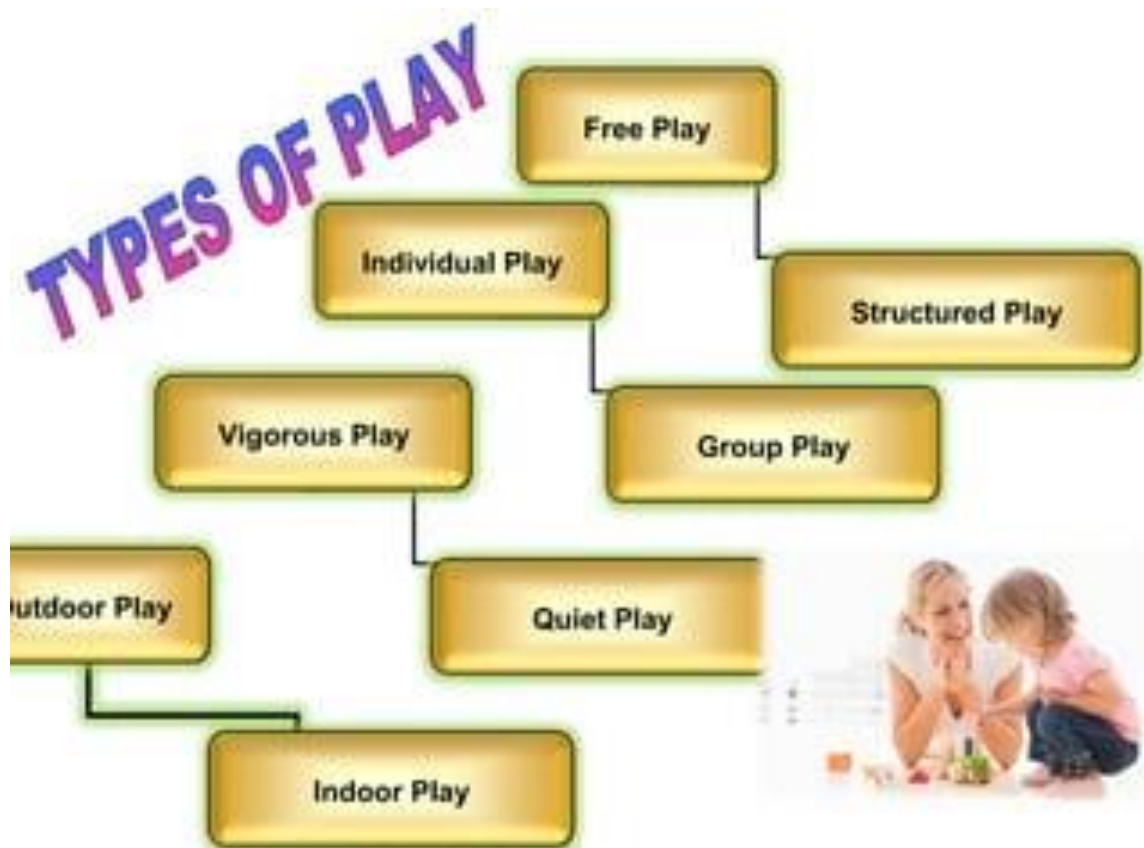 TYPES OF PLAY
Free Play
Individual Play
Structured Play
Vigorous Play
Group Play
utdoor Play
Quiet Play
Indoor Play